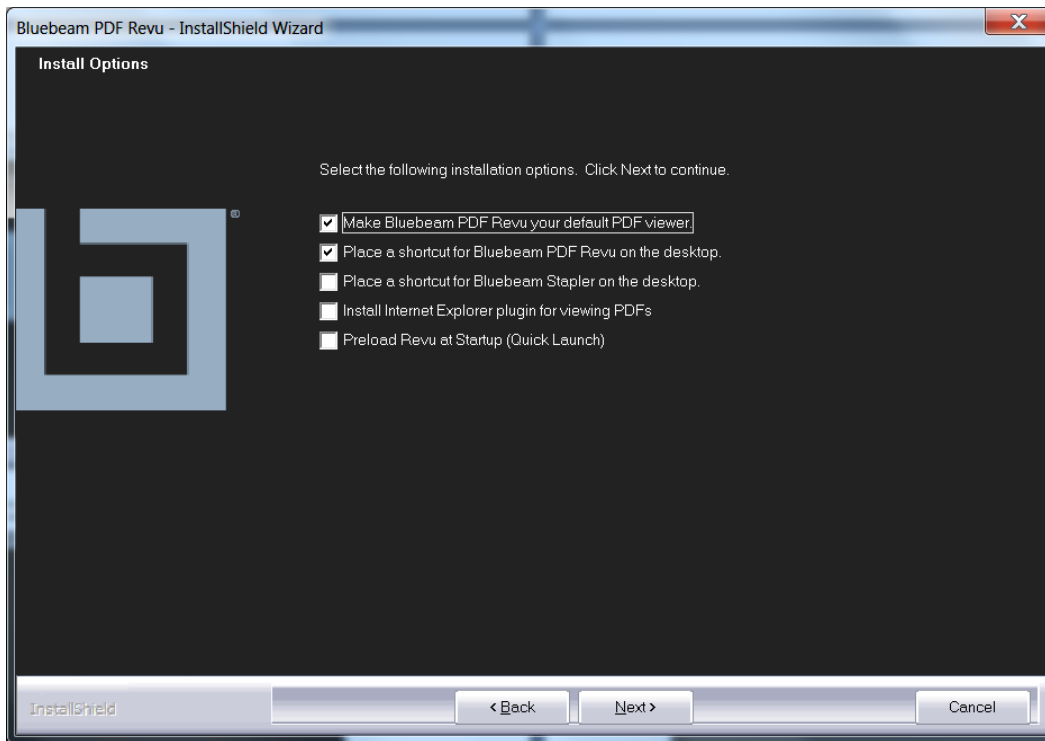 Bluebeam PDF Revu - InstallShield Wizard
Install Options
Select the following installation options. Click Next to continue.
®
Make Bluebeam PDF Revu your default PDF viewer.
Place a shortcut for Bluebeam PDF Revu on the desktop.
Place a shortcut for Bluebeam Stapler on the desktop.
Install Internet Explorer plugin for viewing PDFs
Preload Revu at Startup (Quick Launch)
InstallShield
< Back
Next >
Cancel